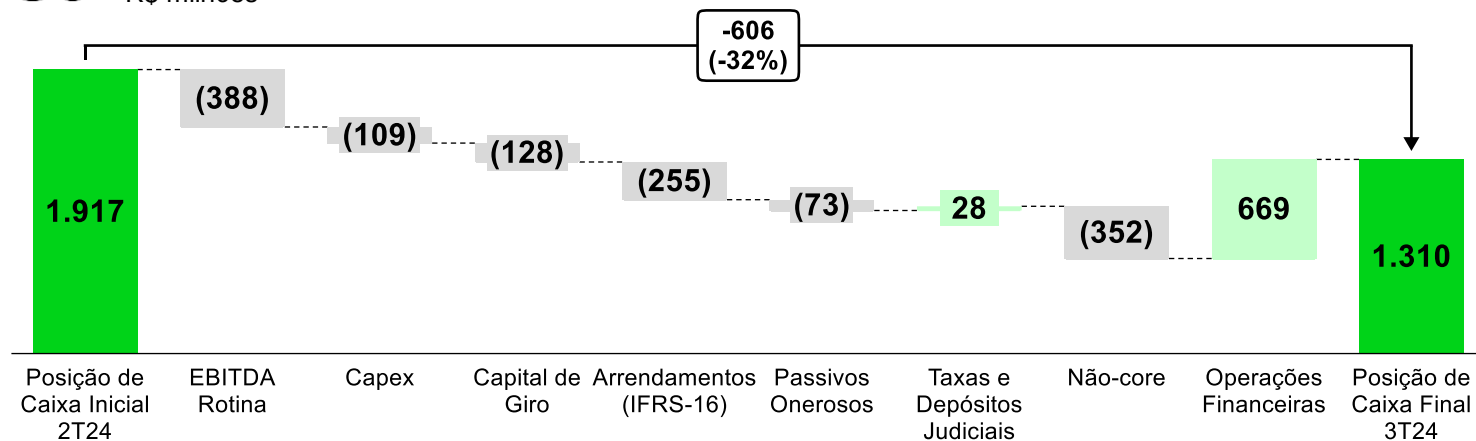 R$ milhões
-606
(-32%)
1.917
(388)
(109)
(128)
(255)
(73)
28
(352)
669
1.310
Posição de
Caixa Inicial
2T24
EBITDA
Rotina
Capex
Capital de
Giro
Arrendamentos
(IFRS-16)
Passivos
Onerosos
Taxas e
Depósitos
Judiciais
Não-core
Operações
Financeiras
Posição de
Caixa Final
3T24